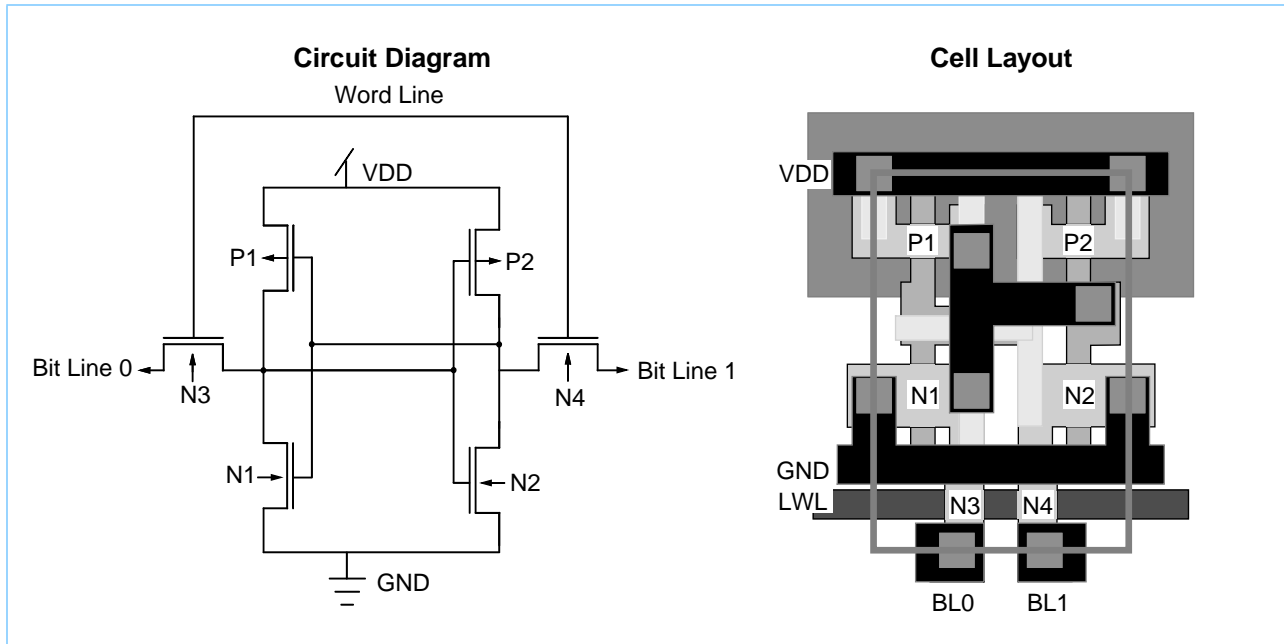 Circuit Diagram
Word Line
VDD
P1
P2
Bit Line 0
N3
N4
Bit Line 1
N1
N2
GND
Cell Layout
VDD
P1
P2
N1
N2
GND
LWL
N3
N4
BL0
BL1